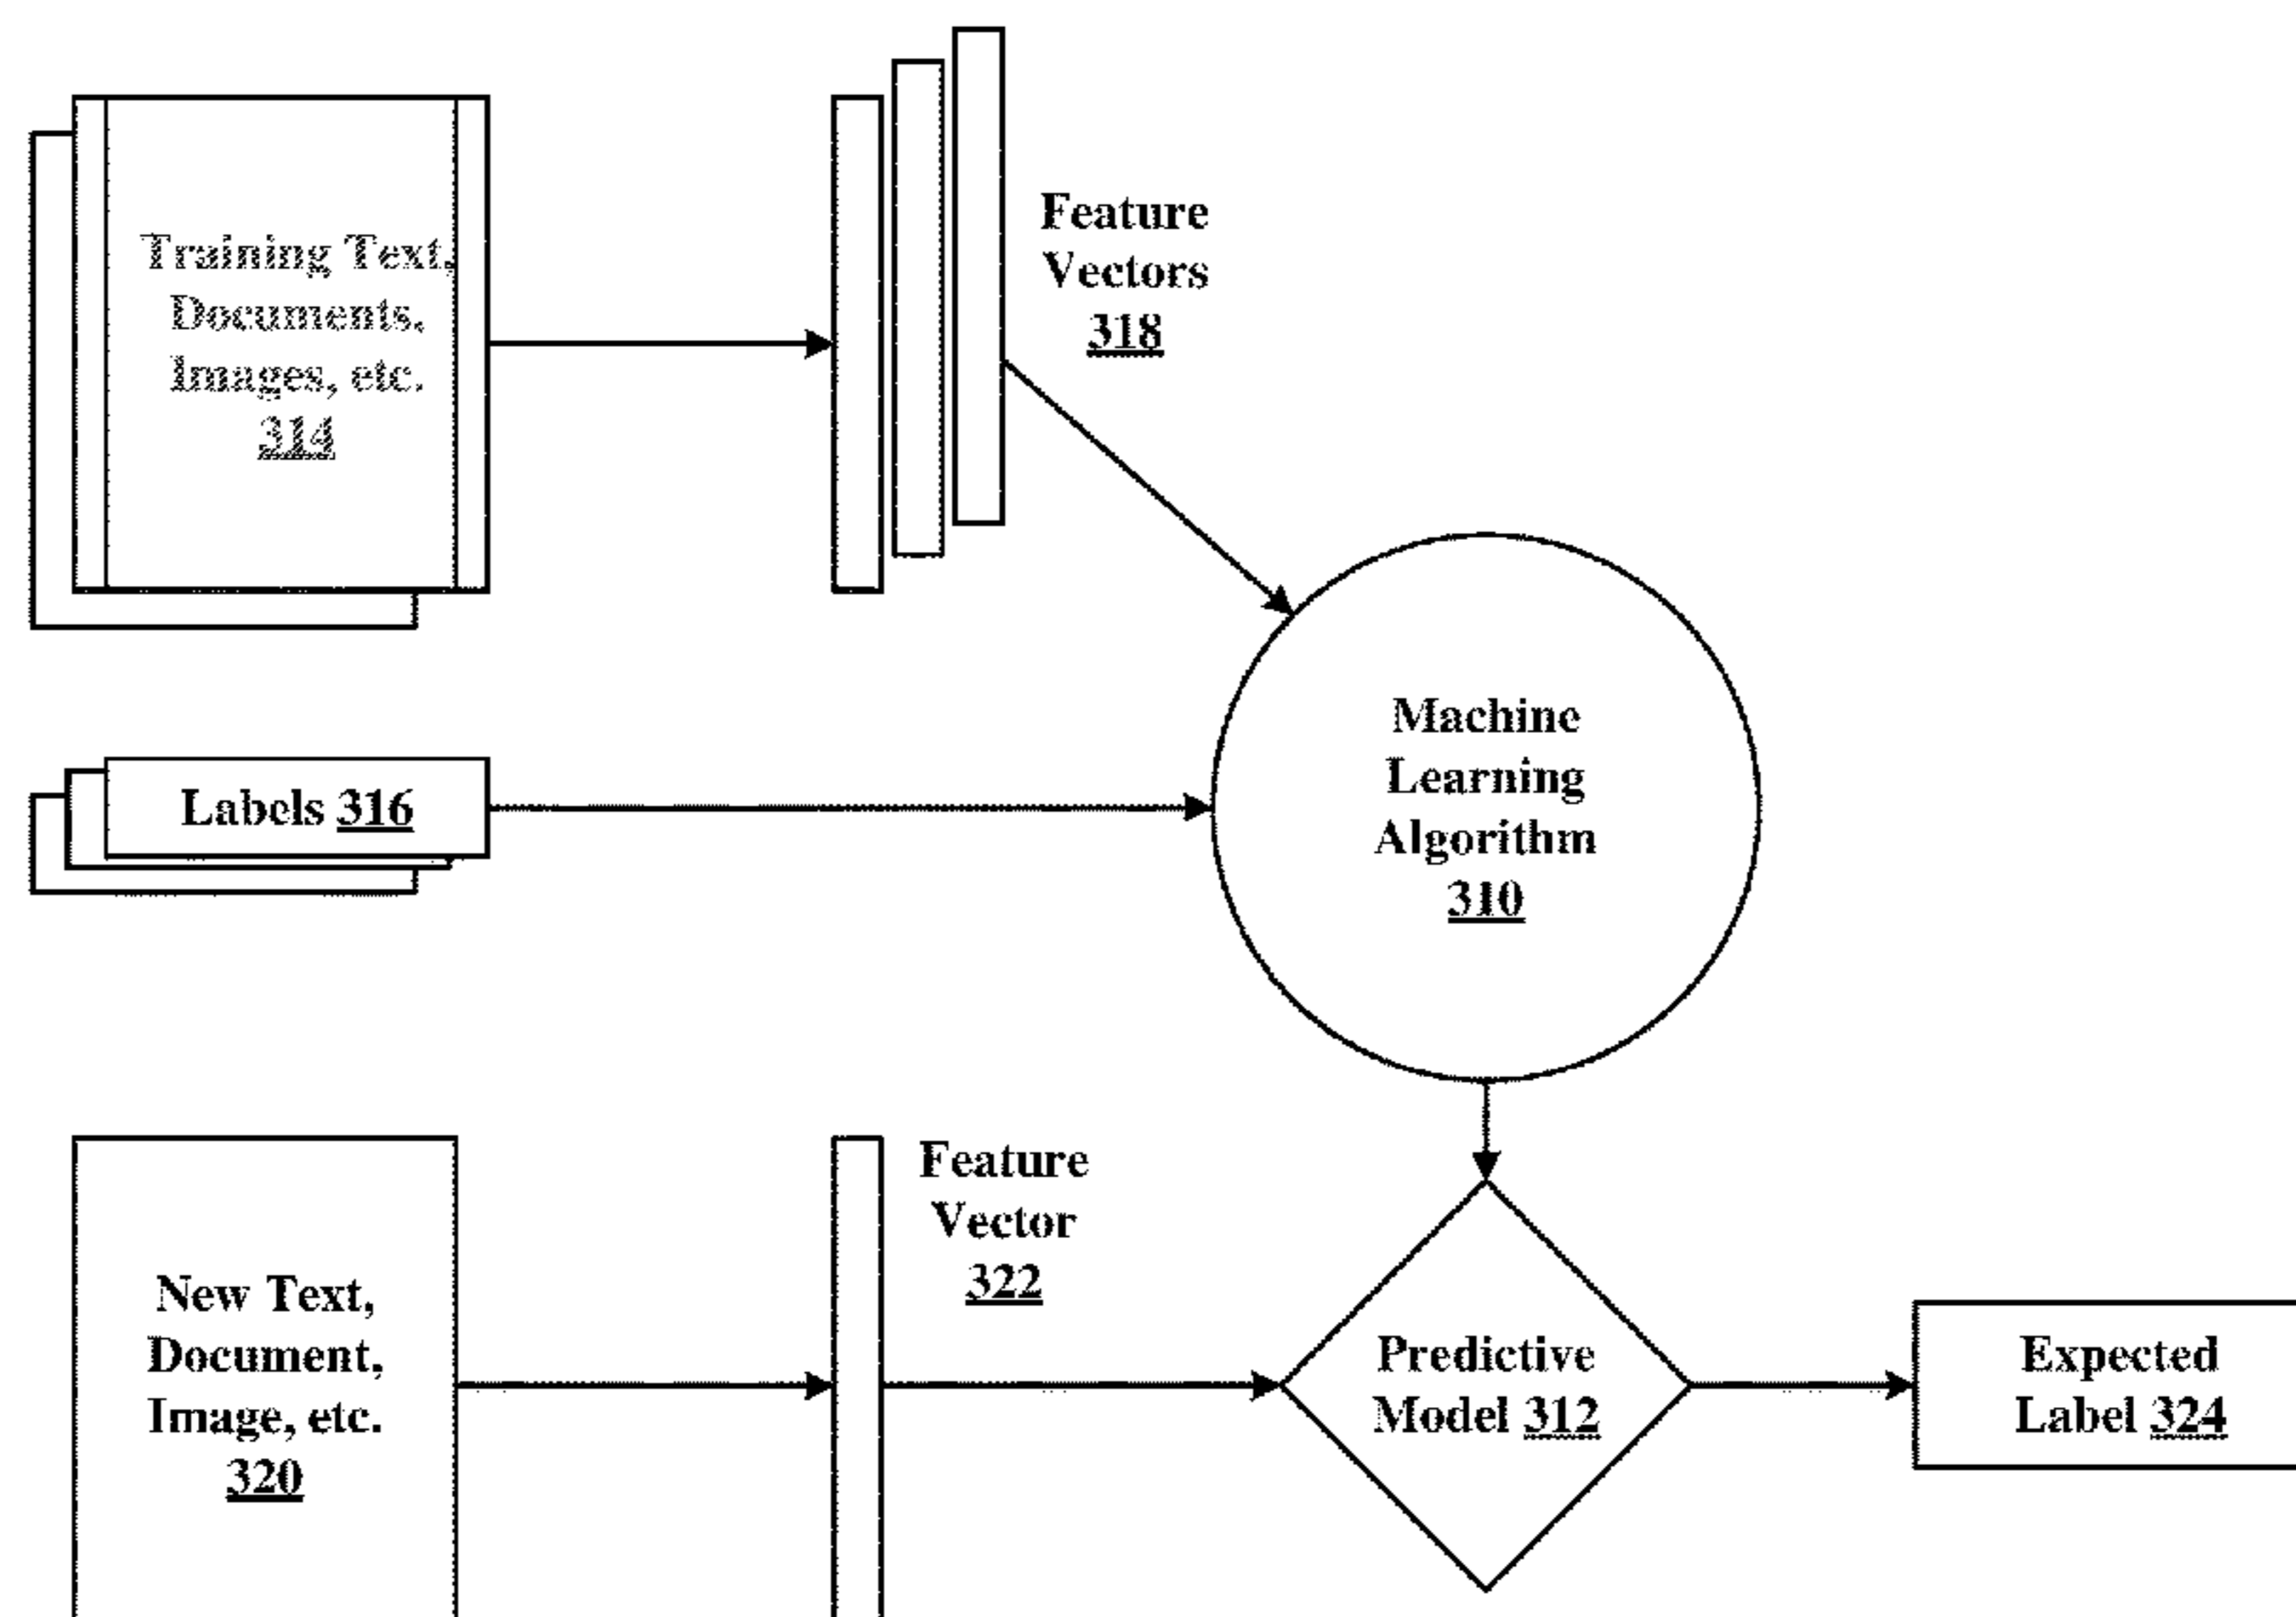 Training Text,
Documents,
Images, etc.
314
Feature
Vectors
318
Labels 316
Machine
Learning
Algorithm
310
New Text,
Document,
Image, etc.
320
Feature
Vector
322
Predictive
Model 312
Expected
Label 324